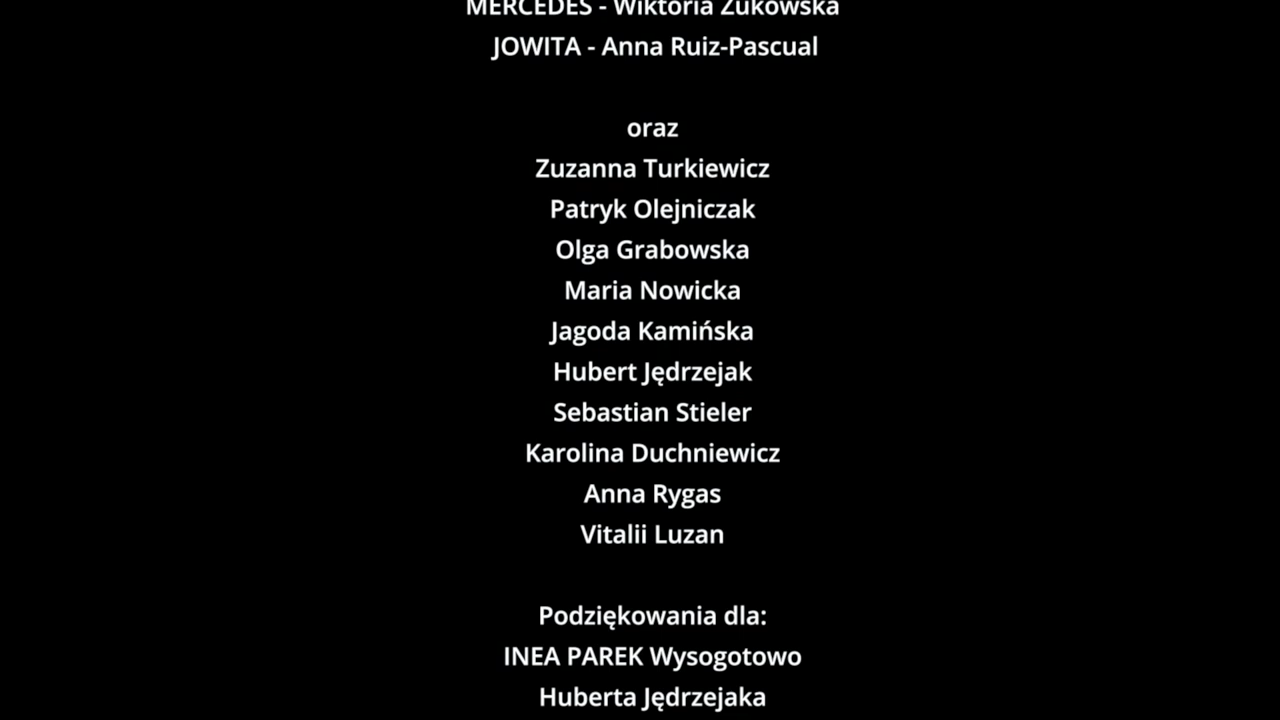 MERCEDES - Wiktoria Żukowska
JOWITA - Anna Ruiz-Pascual
oraz
Zuzanna Turkiewicz
Patryk Olejniczak
Olga Grabowska
Maria Nowicka
Jagoda Kamińska
Hubert Jędrzejak
Sebastian Stieler
Karolina Duchniewicz
Anna Rygas
Vitalii Luzan
Podziękowania dla:
INEA PAREK Wysogotowo
Huberta Jędrzejaka